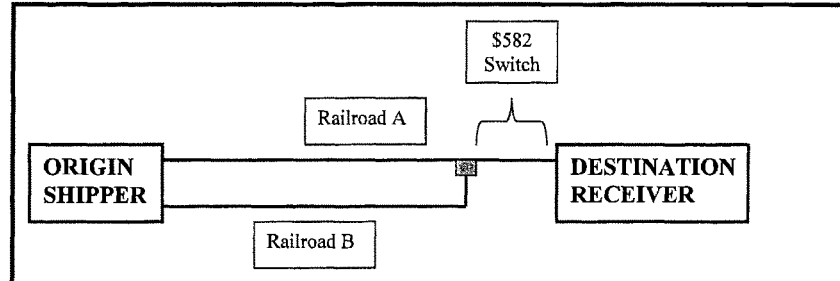 $582
Switch
Railroad A
ORIGIN
SHIPPER
DESTINATION
RECEIVER
Railroad B